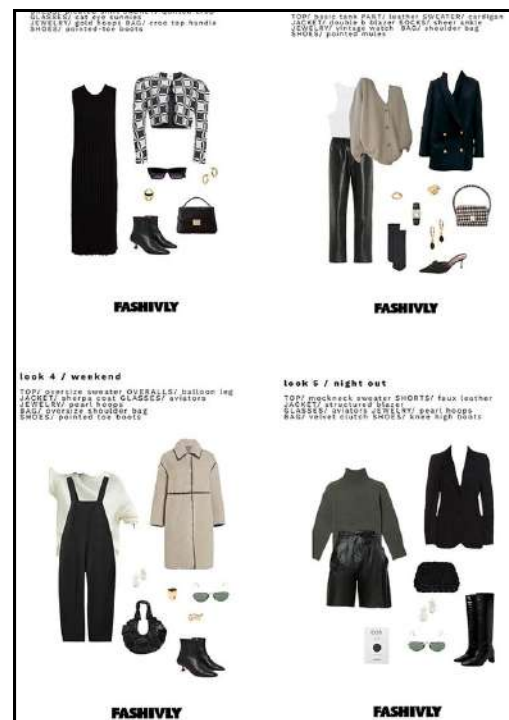 GLASSES/ cat eye sunnies
JEWELRY/ gold hoops BAG/ croc top handle
SHOES/ pointed-toe boots
FASHIVLY
TOP/ basic tank PANT/ leather SWEATER/ cardigan
JACKET/ double b blazer SOCKS/ sheer ankle
JEWELRY/ vintage watch BAG/ shoulder bag
SHOES/ pointed mules
FASHIVLY
look 4 / weekend
TOP/ oversize sweater OVERALLS/ balloon leg
JACKET/ sherpa coat GLASSES/ aviators
JEWELRY/ pearl hoops
BAG/ oversize shoulder bag
SHOES/ pointed toe boots
FASHIVLY
look 5 / night out
TOP/ mockneck sweater SHORTS/ faux leather
JACKET/ structured blazer
GLASSES/ aviators JEWELRY/ pearl hoops
BAG/ velvet clutch SHOES/ knee high boots
COS
FASHIVLY